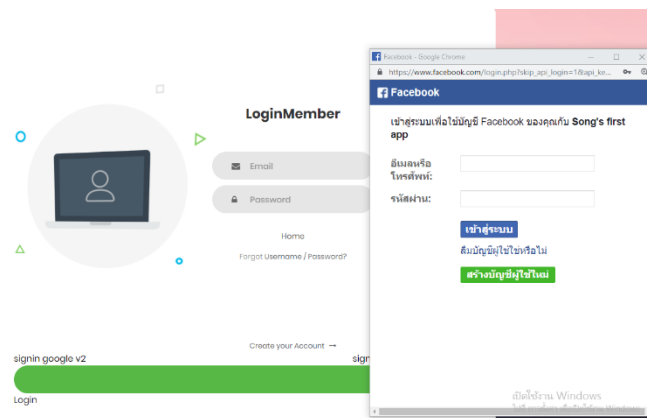 LoginMember
Email
Password
Home
Forgot Username / Password?
Create your Account →
signin google v2
sign
Login
Facebook - Google Chrome
https://www.facebook.com/login.php?skip_api_login=1&api_ke...
Facebook
เข้าสู่ระบบเพื่อใช้บัญชี Facebook ของคุณกับ Song's first
app
อีเมลหรือ
โทรศัพท์:
รหัสผ่าน:
เข้าสู่ระบบ
ลืมบัญชีผู้ใช้ใช่หรือไม่
สร้างบัญชีผู้ใช้ใหม่
เปิดใช้งาน Windows